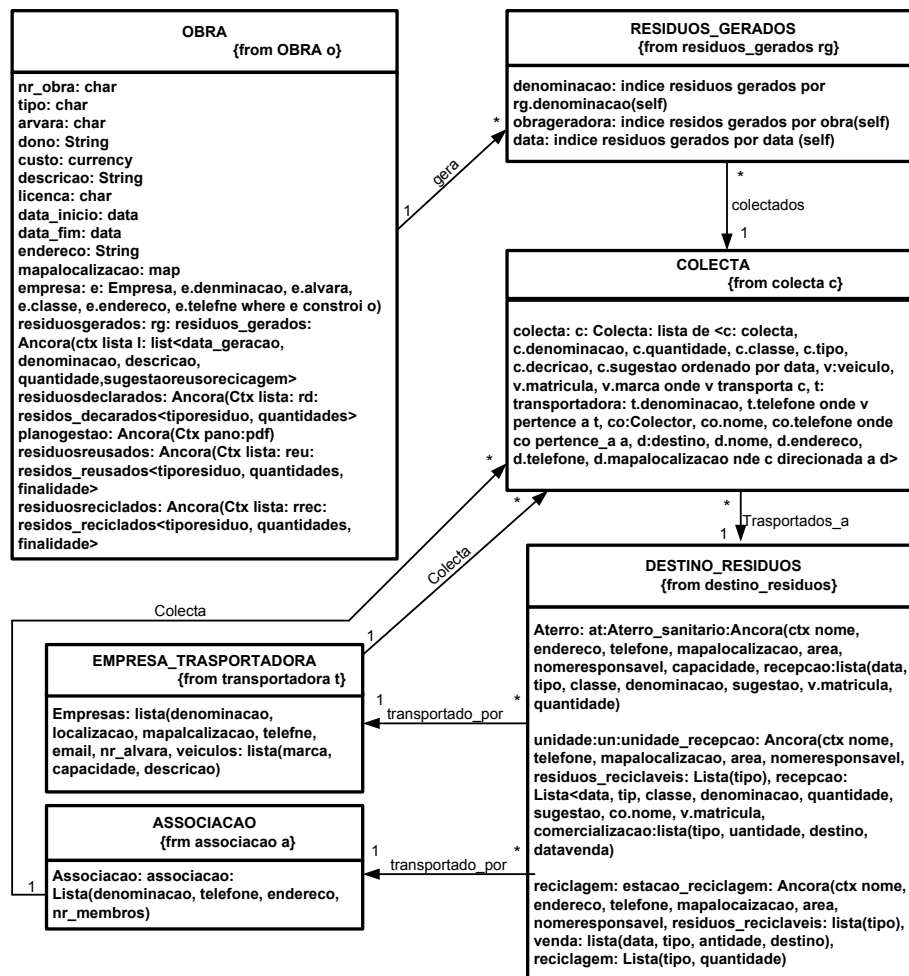 OBRA
{from OBRA o}
nr_obra: char
tipo: char
arvara: char
dono: String
custo: currency
descricao: String
licenca: char
data_inicio: data
data_fim: data
endereco: String
mapalocalizacao: map
empresa: e: Empresa, e.denminacao, e.alvara,
e.classe, e.endereco, e.telefne where e constroi o)
residuosgerados: rg: residuos_gerados:
Ancora(ctx lista l: list<data_geracao,
denominacao, descricao,
quantidade,sugestaoreusorecicagem>
residuosdeclarados: Ancora(Ctx lista: rd:
residos_decarados<tiporesiduo, quantidades>
planogestao: Ancora(Ctx pano:pdf)
residuosreusados: Ancora(Ctx lista: reu:
residos_reusados<tiporesiduo, quantidades,
finalidade>
residuosreciclados: Ancora(Ctx lista: rrec:
residos_reciclados<tiporesiduo, quantidades,
finalidade>
1
gera
*
RESIDUOS_GERADOS
{from residuos_gerados rg}
denominacao: indice residuos gerados por
rg.denominacao(self)
obrageradora: indice residos gerados por obra(self)
data: indice residuos gerados por data (self)
*
colectados
1
COLECTA
{from colecta c}
colecta: c: Colecta: lista de <c: colecta,
c.denominacao, c.quantidade, c.classe, c.tipo,
c.decricao, c.sugestao ordenado por data, v:veiculo,
v.matricula, v.marca onde v transporta c, t:
transportadora: t.denominacao, t.telefone onde v
pertence a t, co:Colector, co.nome, co.telefone onde
co pertence_a a, d:destino, d.nome, d.endereco,
d.telefone, d.mapalocalizacao nde c direcionada a d>
*
*
*
Trasportados_a
1
Colecta
Colecta
1
EMPRESA_TRASPORTADORA
{from transportadora t}
Empresas: lista(denominacao,
localizacao, mapalcalizacao, telefne,
email, nr_alvara, veiculos: lista(marca,
capacidade, descricao)
1
transportado_por
*
ASSOCIACAO
{frm associacao a}
Associacao: associacao:
Lista(denominacao, telefone, endereco,
nr_membros)
1
1
transportado_por
*
DESTINO_RESIDUOS
{from destino_residuos}
Aterro: at:Aterro_sanitario:Ancora(ctx nome,
endereco, telefone, mapalocalizacao, area,
nomeresponsavel, capacidade, recepcao:lista(data,
tipo, classe, denominacao, sugestao, v.matricula,
quantidade)
unidade:un:unidade_recepcao: Ancora(ctx nome,
telefone, mapalocalizacao, area, nomeresponsavel,
residuos_reciclaveis: Lista(tipo), recepcao:
Lista<data, tip, classe, denominacao, quantidade,
sugestao, co.nome, v.matricula,
comercializacao:lista(tipo, uantidade, destino,
datavenda)
reciclagem: estacao_reciclagem: Ancora(ctx nome,
endereco, telefone, mapalocaizacao, area,
nomeresponsavel, residuos_reciclaveis: lista(tipo),
venda: lista(data, tipo, antidade, destino),
reciclagem: Lista(tipo, quantidade)